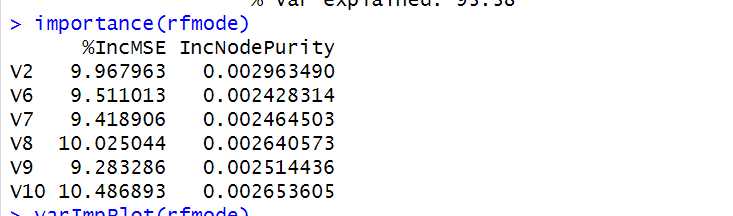 % Var explained: 93.58
> importance(rfmode)
%IncMSE IncNodePurity
V2 9.967963 0.002963490
V6 9.511013 0.002428314
V7 9.418906 0.002464503
V8 10.025044 0.002640573
V9 9.283286 0.002514436
V10 10.486893 0.002653605
> varImpPlot(rfmode)